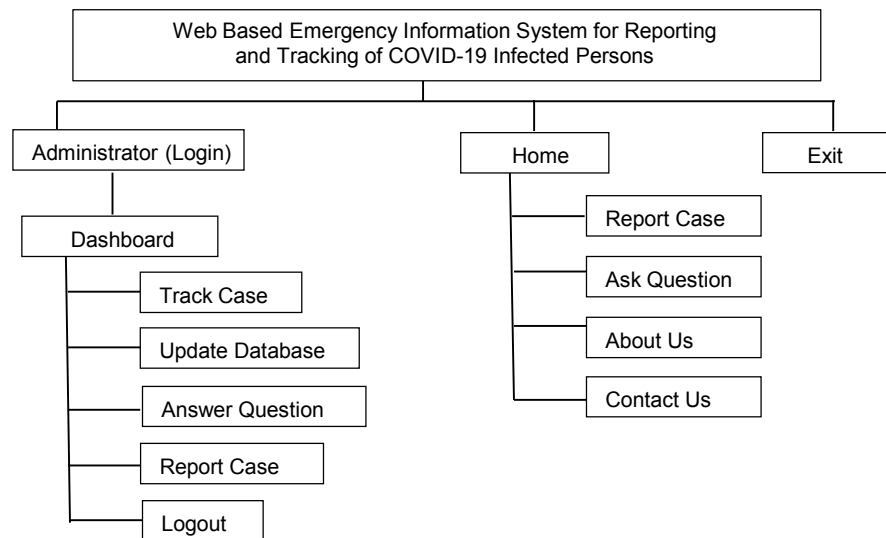 Web Based Emergency Information System for Reporting
and Tracking of COVID-19 Infected Persons
Administrator (Login)
Home
Exit
Dashboard
Track Case
Update Database
Answer Question
Report Case
Logout
Report Case
Ask Question
About Us
Contact Us